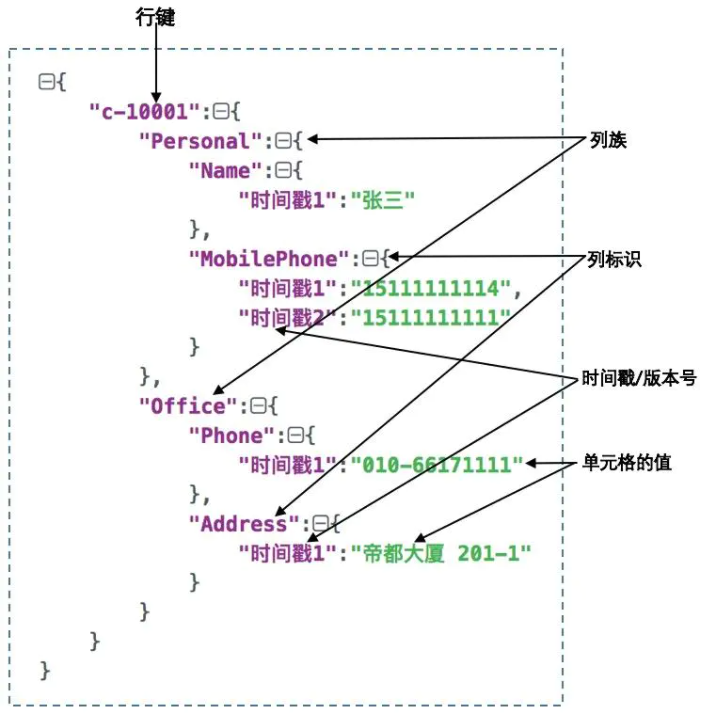 行键
{
"c-10001":{
"Personal":{
列族
"Name":{
"时间戳1":"张三"
},
"MobilePhone":{
列标识
"时间戳1":"15111111114",
"时间戳2":"15111111111"
}
},
时间戳/版本号
"Office":{
"Phone":{
"时间戳1":"010-66171111"
单元格的值
},
"Address":{
"时间戳1":"帝都大厦 201-1"
}
}
}
}